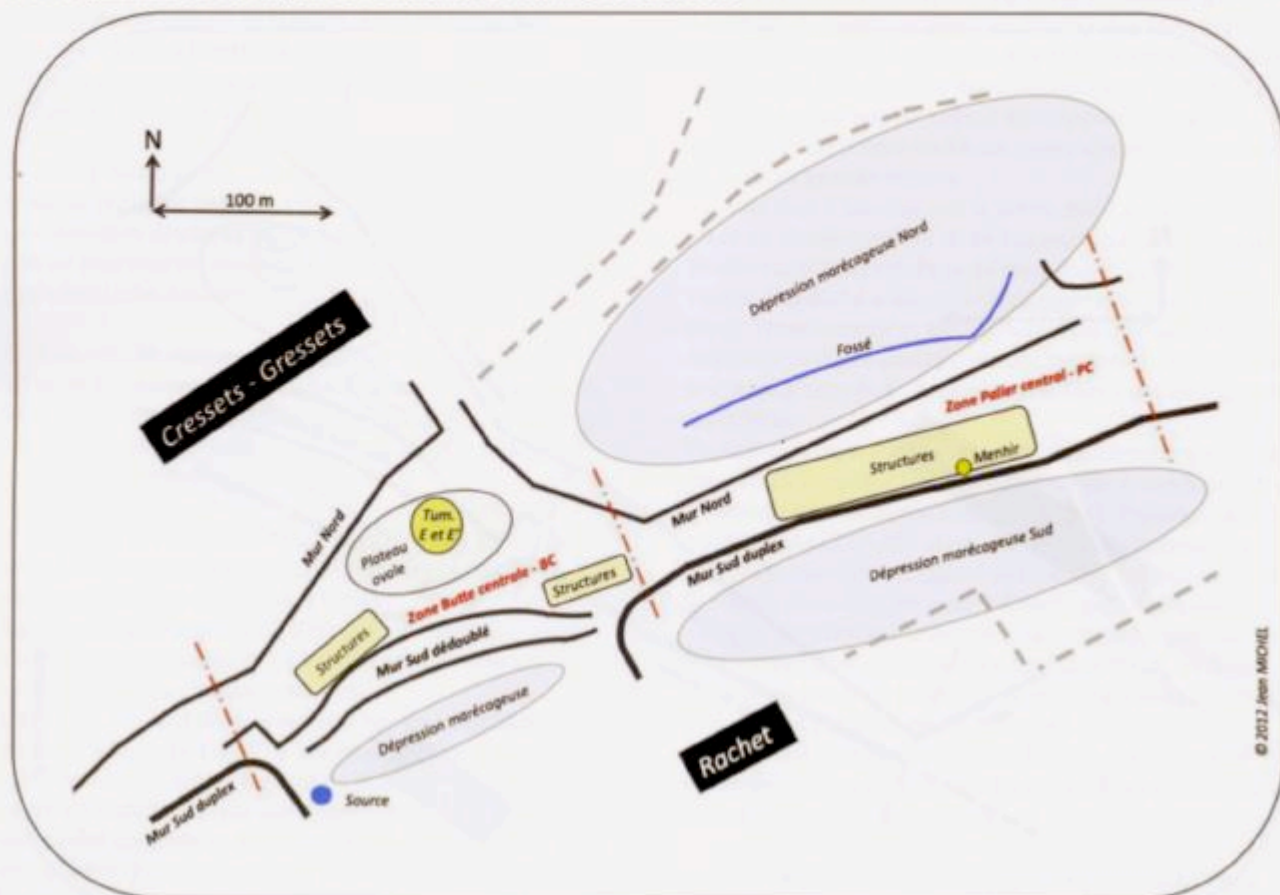 N
100 m
Cressets - Gressets
Dépression marécageuse Nord
Fossé
Zone Palier central - PC
Structures
Menhir
Mur Nord
Mur Sud duplex
Dépression marécageuse Sud
Mur Nord
Tum.
E et E'
Plateau
ovale
Zone Butte centrale - BC
Structures
Structures
Mur Sud dédoublé
Dépression marécageuse
Source
Mur Sud duplex
Rachet
© 2012 Jean MICHEL